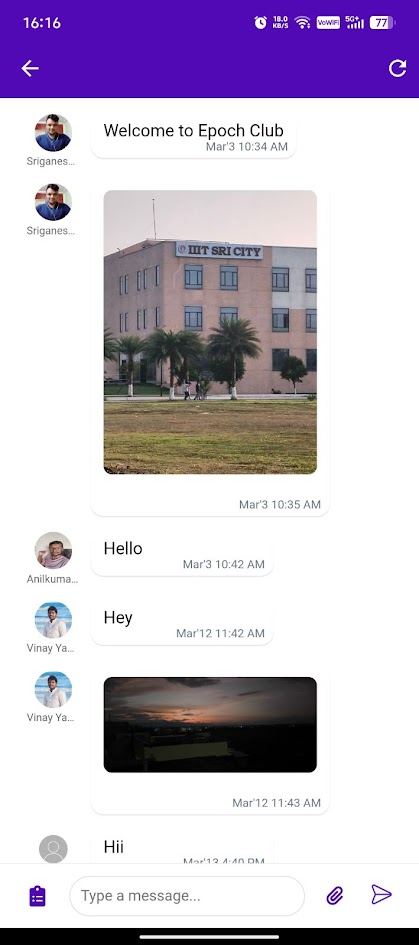 16:16
18.0
KB/S
VoWiFi
5G+
77
Welcome to Epoch Club
Mar'3 10:34 AM
Sriganes...
Sriganes...
IIIT SRI CITY
Mar'3 10:35 AM
Hello
Mar'3 10:42 AM
Anilkuma...
Hey
Mar'12 11:42 AM
Vinay Ya...
Vinay Ya...
Mar'12 11:43 AM
Hii
Mar'13 4:40 PM
Type a message...